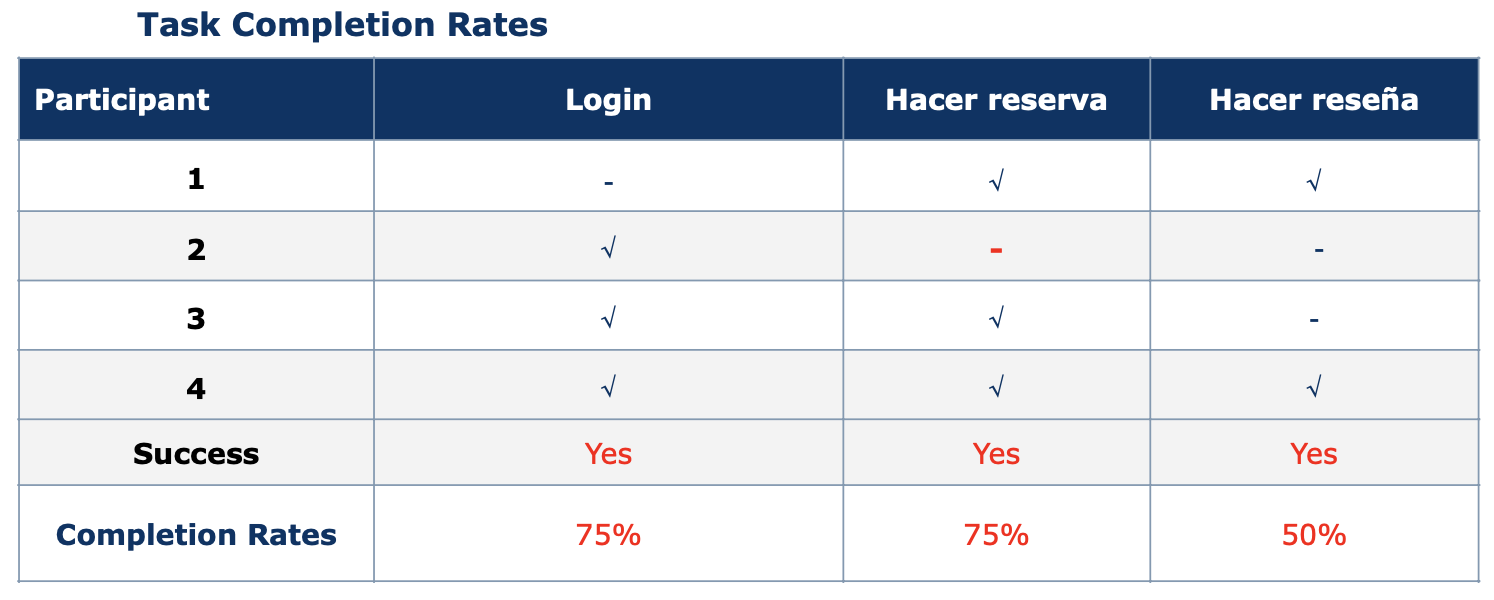 Task Completion Rates
Participant Login Hacer reserva Hacer reseña
1 - √ √
2 √ - -
3 √ √ -
4 √ √ √
Success Yes Yes Yes
Completion Rates 75% 75% 50%